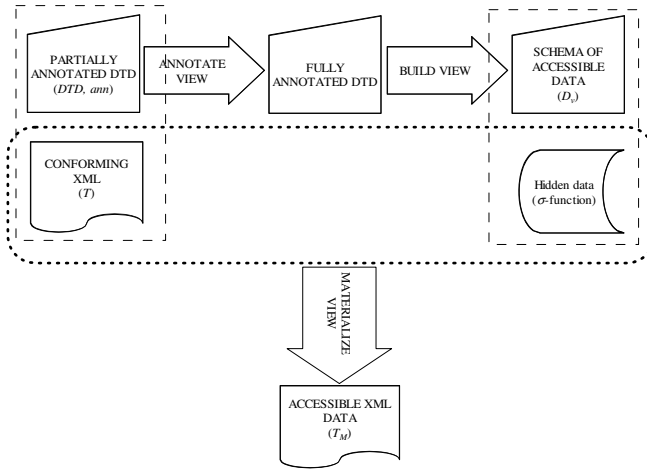 PARTIALLY
ANNOTATED DTD
(DTD, ann)
ANNOTATE
VIEW
FULLY
ANNOTATED DTD
BUILD VIEW
SCHEMA OF
ACCESSIBLE
DATA
(Dv)
CONFORMING
XML
(T)
Hidden data
(σ-function)
MATERIALIZE
VIEW
ACCESSIBLE XML
DATA
(TM)